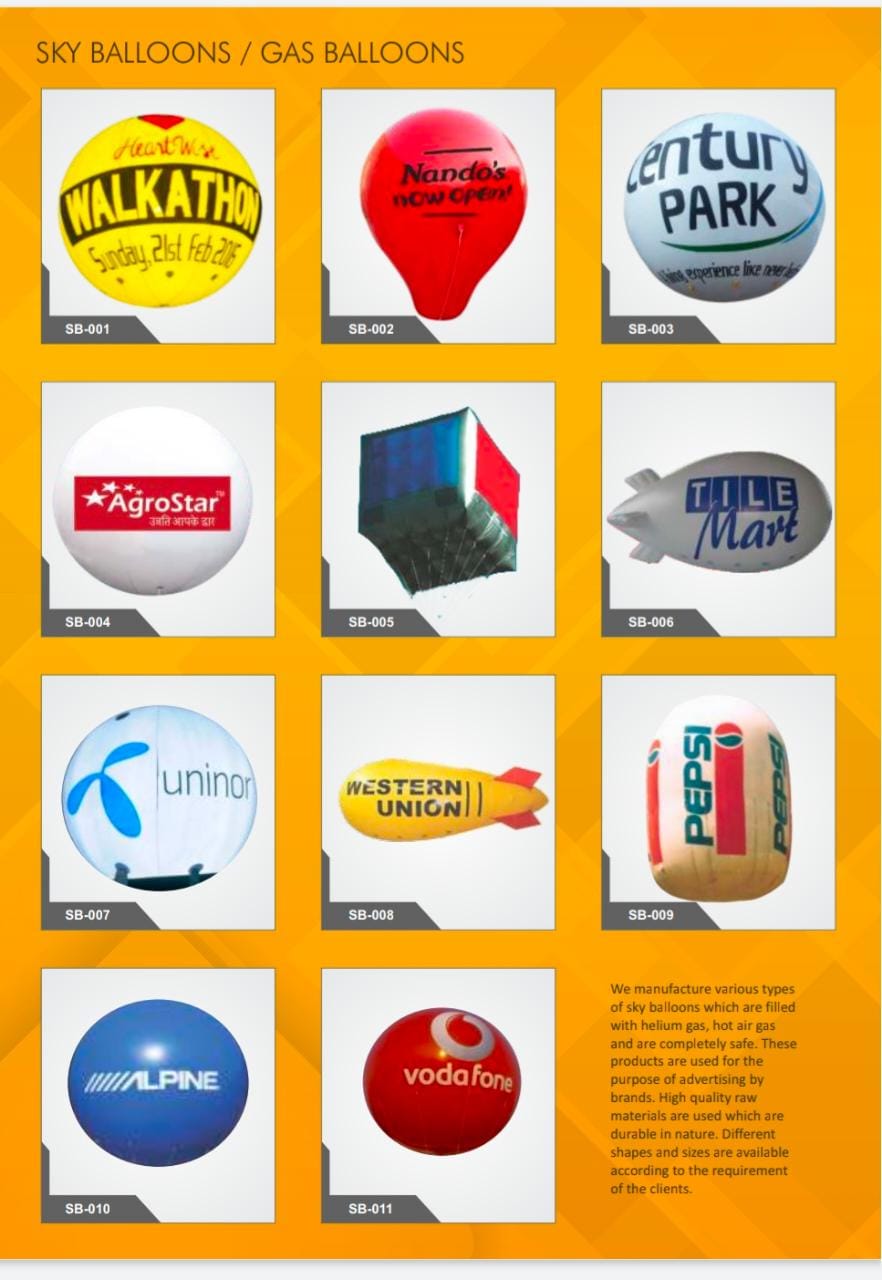 SKY BALLOONS / GAS BALLOONS
Heart Wise
WALKATHON
Sunday, 21st Feb 2016
SB-001
Nando's
now open!
SB-002
Century
PARK
experience like never
SB-003
AgroStar™
उन्नति आपके द्वार
SB-004
SB-005
TILE
Mart
SB-006
uninor
SB-007
WESTERN
UNION
SB-008
PEPSI
PEPSI
SB-009
ALPINE
SB-010
vodafone
SB-011
We manufacture various types
of sky balloons which are filled
with helium gas, hot air gas
and are completely safe. These
products are used for the
purpose of advertising by
brands. High quality raw
materials are used which are
durable in nature. Different
shapes and sizes are available
according to the requirement
of the clients.